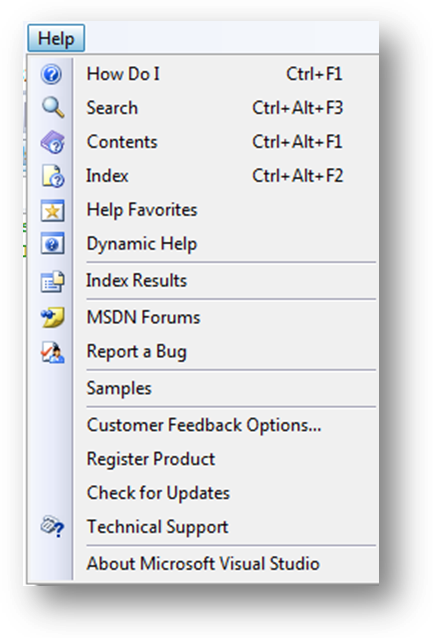 Help
How Do I Ctrl+F1
Search Ctrl+Alt+F3
Contents Ctrl+Alt+F1
Index Ctrl+Alt+F2
Help Favorites
Dynamic Help
Index Results
MSDN Forums
Report a Bug
Samples
Customer Feedback Options...
Register Product
Check for Updates
Technical Support
About Microsoft Visual Studio